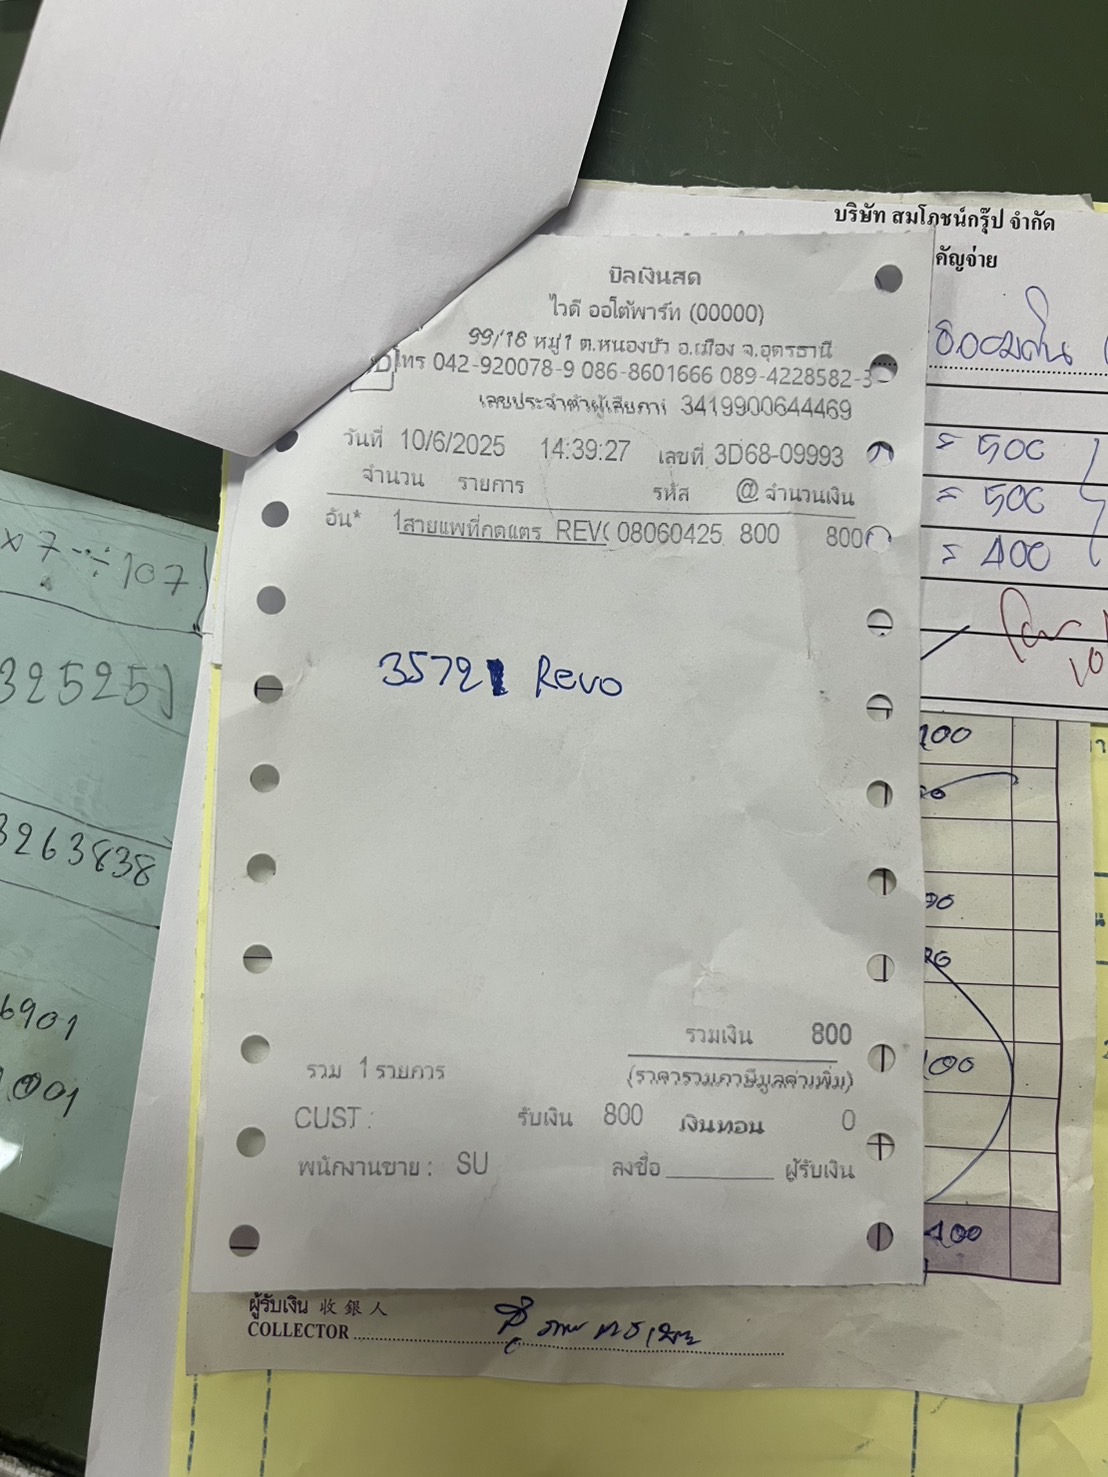 บริษัท สมโภชน์กรุ๊ป จำกัด
คัญจ่าย
= 500
= 500
= 400
บิลเงินสด
ไวดี ออโต้พาร์ท (00000)
99/16 หมู่1 ต.หนองบัว อ.เมือง จ.อุดรธานี
โทร 042-920078-9 086-8601666 089-4228582-3
เลขประจำตัวผู้เสียภาษี 3419900644469
วันที่ 10/6/2025 14:39:27 เลขที่ 3D68-09993
จำนวน รายการ รหัส @ จำนวนเงิน
อัน* 1สายแพที่กดแตร REV( 08060425 800 800
3572 Revo
รวมเงิน 800
รวม 1 รายการ (ราคารวมภาษีมูลค่าเพิ่ม)
CUST : รับเงิน 800 เงินทอน 0
พนักงานขาย : SU ลงชื่อ ผู้รับเงิน
ผู้รับเงิน 收銀人
COLLECTOR
x 7 ÷ 107
32525
3263838
6901
001
100
100
400